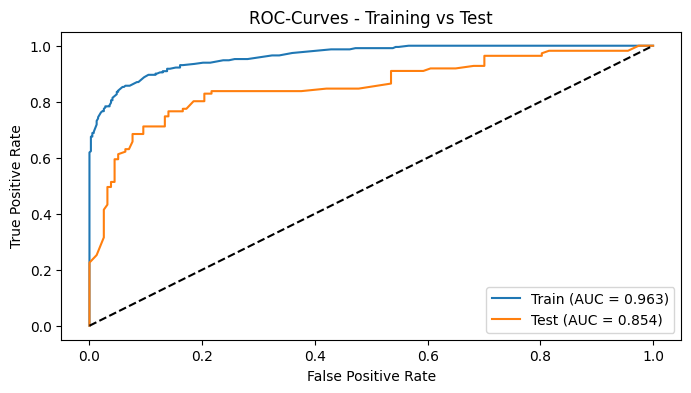 ROC-Curves - Training vs Test
True Positive Rate
1.0
0.8
0.6
0.4
0.2
0.0
Train (AUC = 0.963)
Test (AUC = 0.854)
0.0 0.2 0.4 0.6 0.8 1.0
False Positive Rate